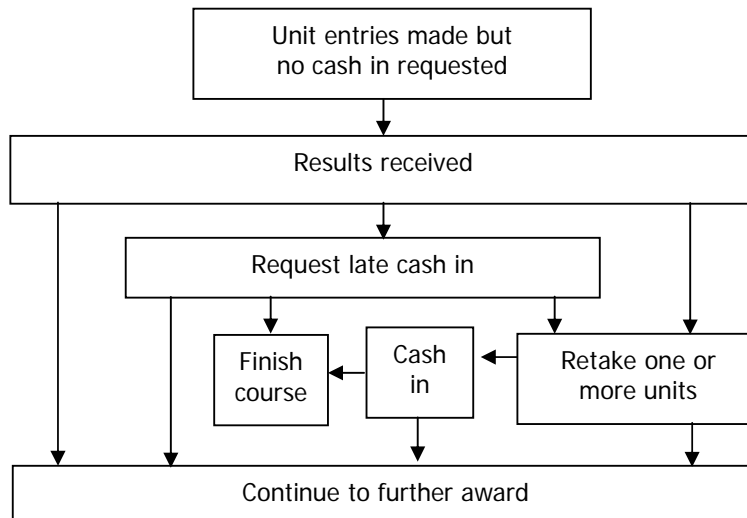 Unit entries made but
no cash in requested
Results received
Request late cash in
Finish
course
Cash
in
Retake one or
more units
Continue to further award